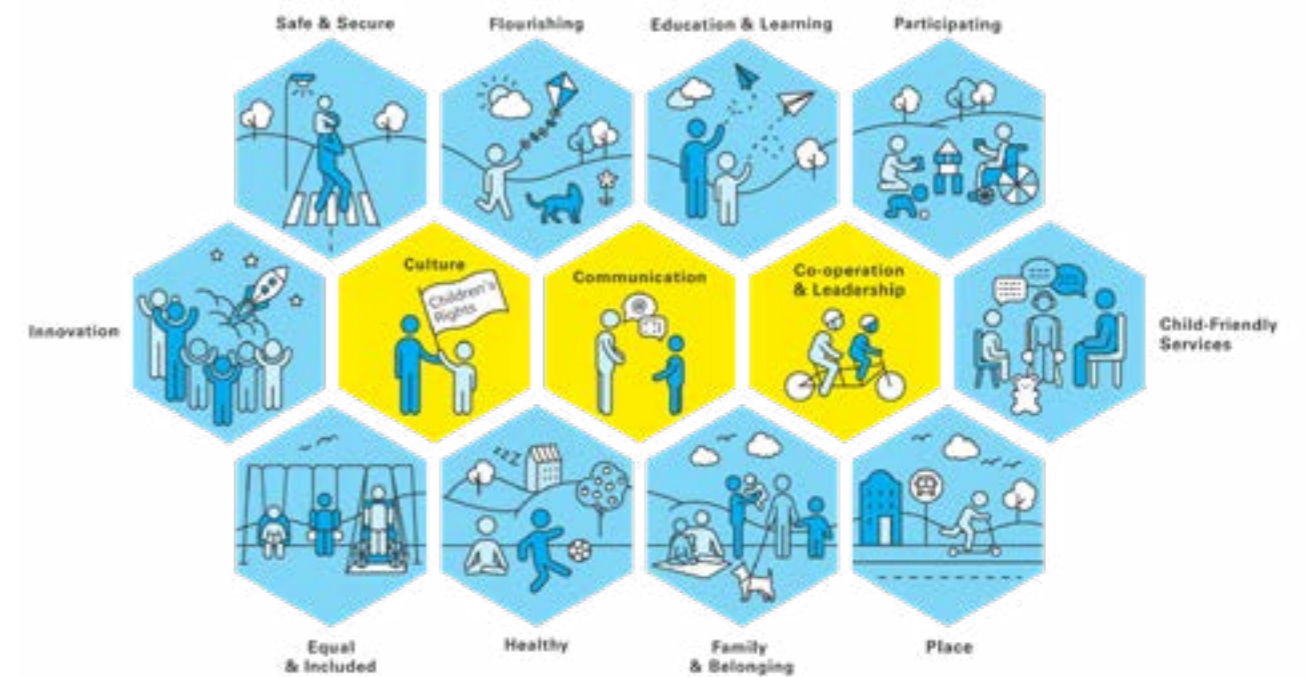 Safe & Secure
Flourishing
Education & Learning
Participating
Innovation
Culture
Children's
Rights
Communication
Co-operation
& Leadership
Child-Friendly
Services
zzz
Equal
& Included
Healthy
Family
& Belonging
Place